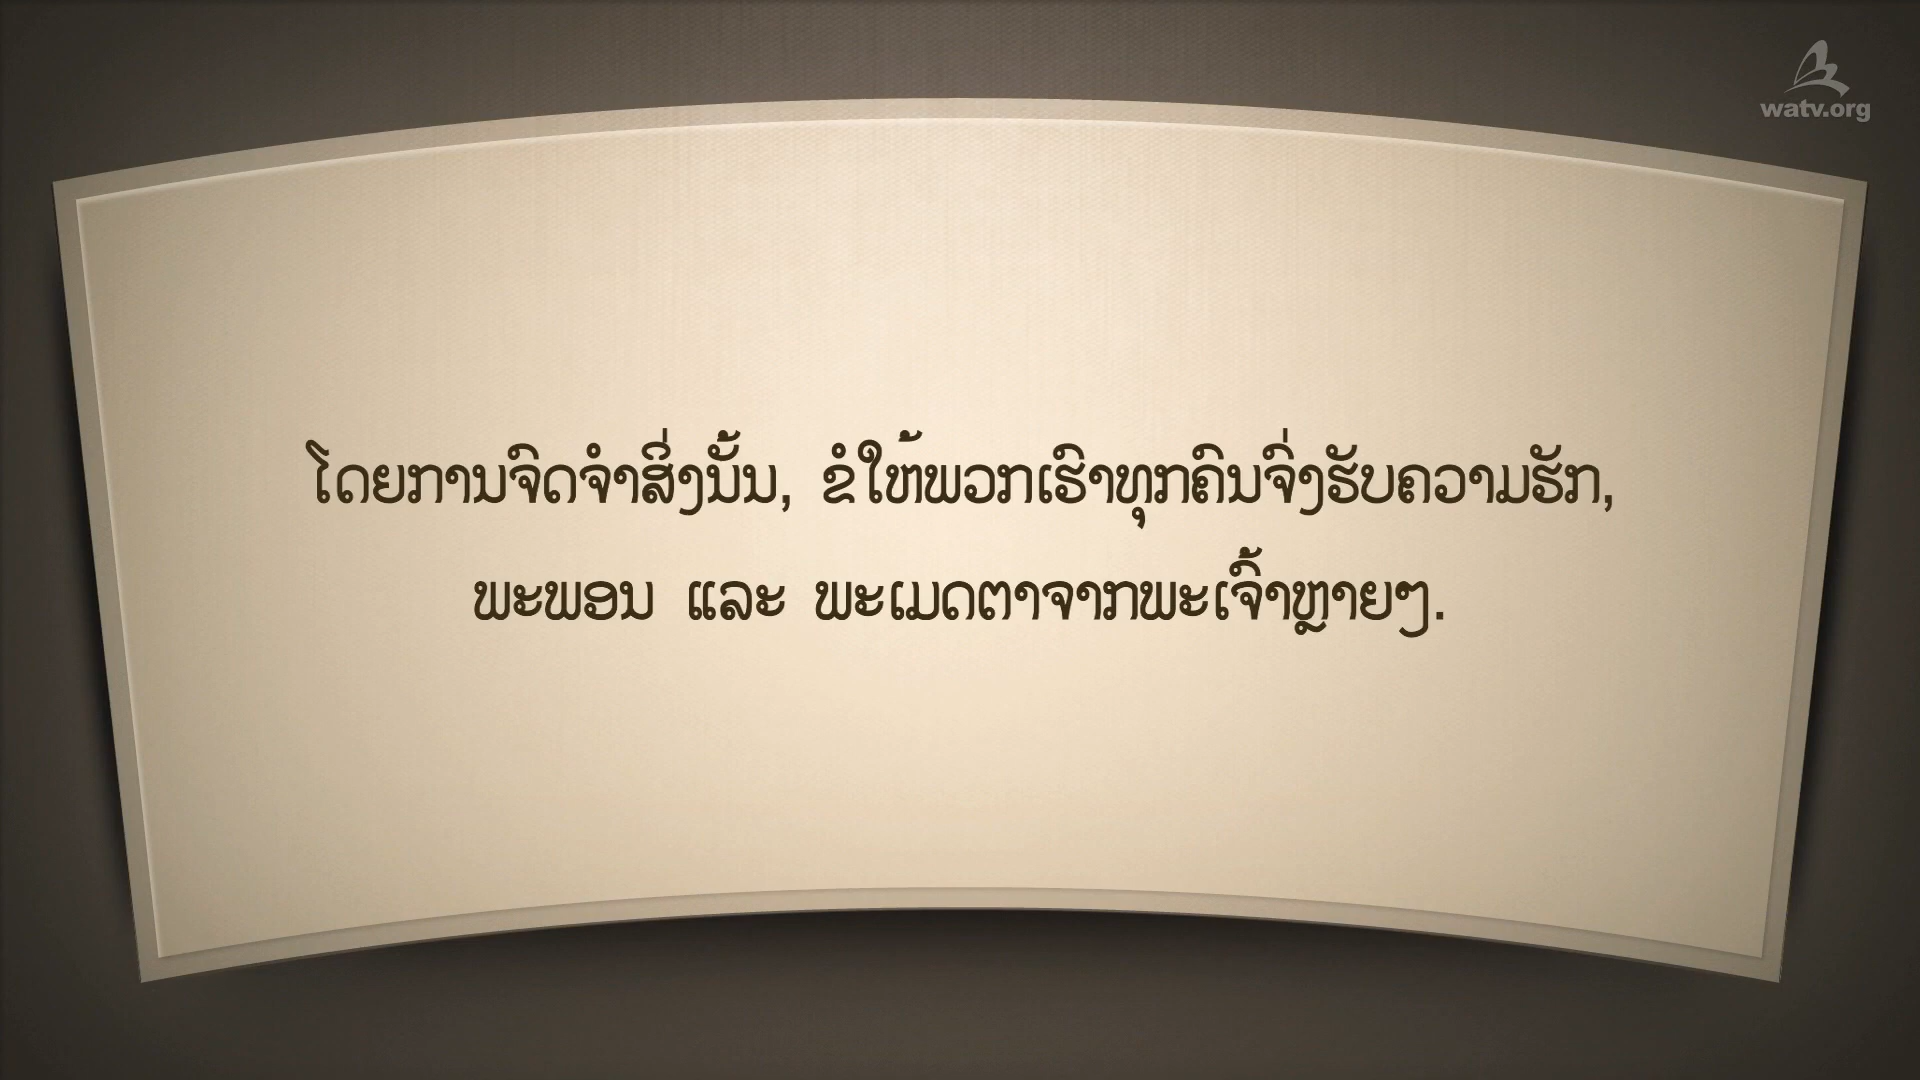 watv.org
ໂດຍການຈົດຈຳສິ່ງນັ້ນ, ຂໍໃຫ້ພວກເຮົາທຸກຄົນຈົ່ງຮັບຄວາມຮັກ,
ພະພອນ ແລະ ພະເມດຕາຈາກພະເຈົ້າຫຼາຍໆ.